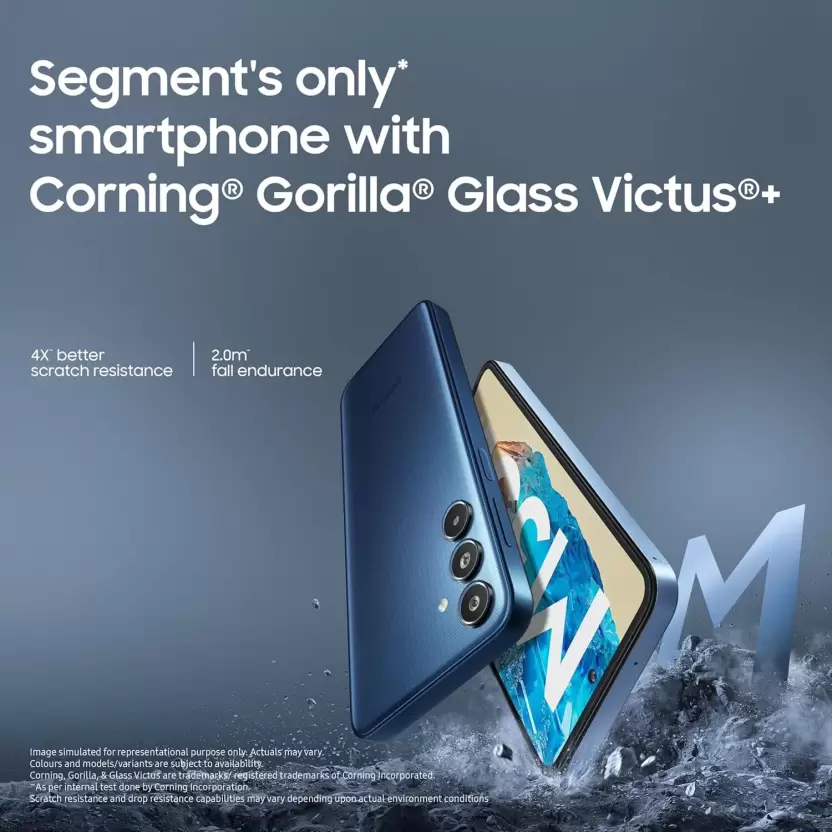 Segment's only*
smartphone with
Corning® Gorilla® Glass Victus®+
4X~ better
scratch resistance
2.0m~
fall endurance
M
Image simulated for representational purpose only. Actuals may vary.
Colours and models/variants are subject to availability.
Corning, Gorilla, & Glass Victus are trademarks/ registered trademarks of Corning Incorporated.
~As per internal test done by Corning Incorporation.
Scratch resistance and drop resistance capabilities may vary depending upon actual environment conditions